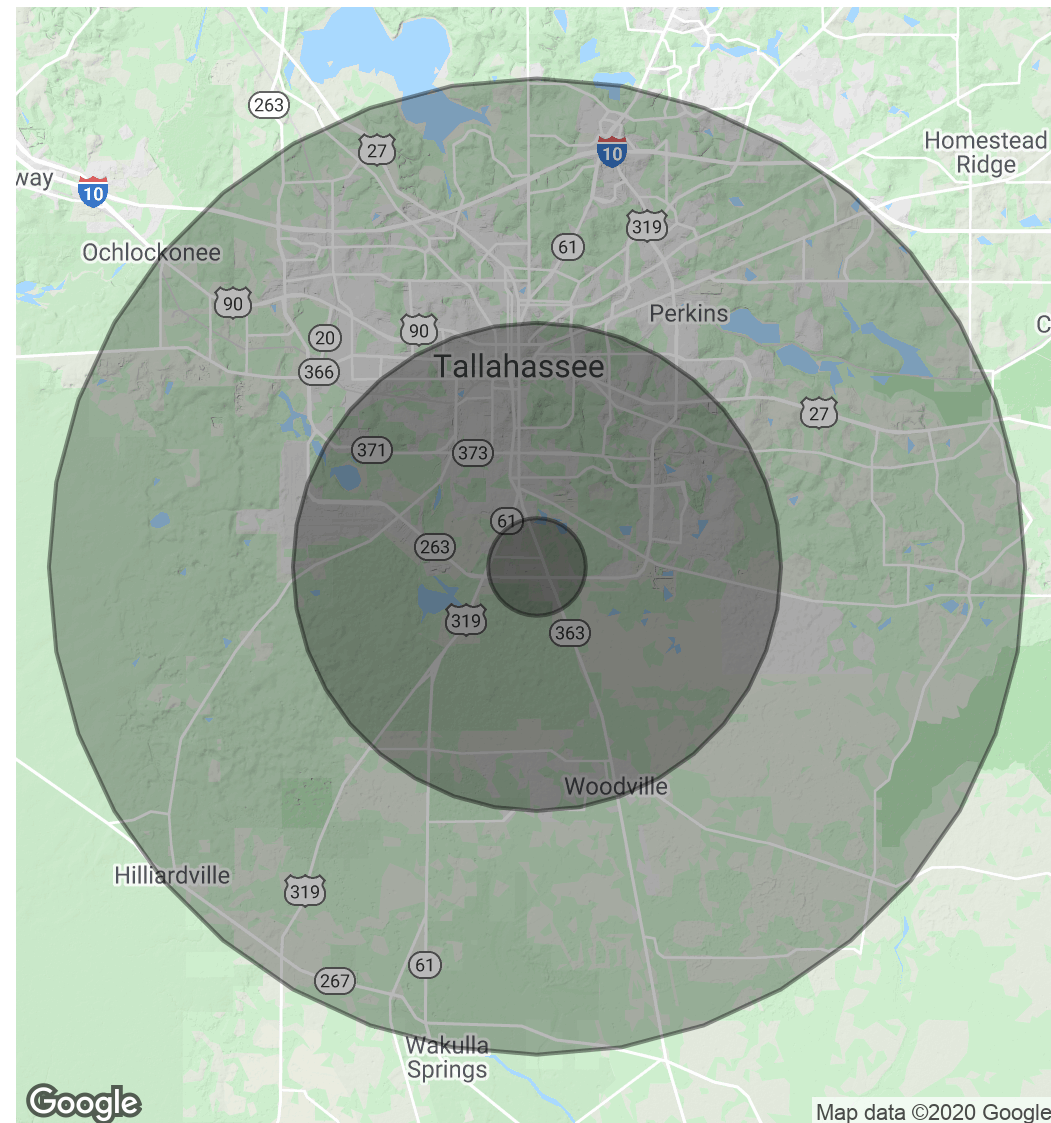 263
27
10
Homestead
Ridge
way
10
319
61
Ochlockonee
90
Perkins
20
90
C
Tallahassee
366
27
371
373
61
263
319
363
Woodville
Hilliardville
319
61
267
Wakulla
Springs
Google
Map data ©2020 Google